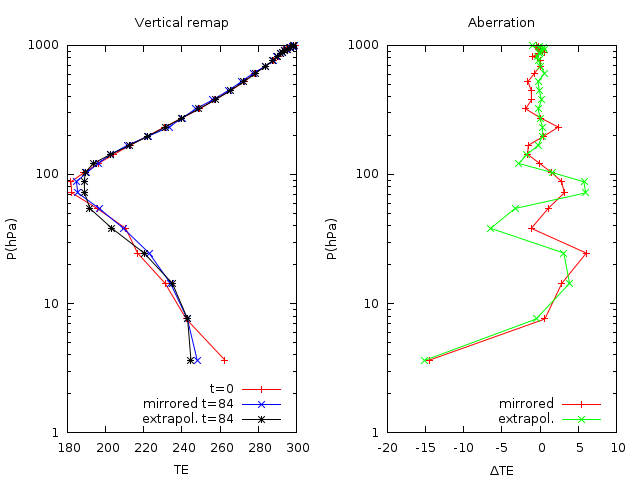 Vertical remap
1000
100
10
1
P(hPa)
t=0
mirrored t=84
extrapol. t=84
180 200 220 240 260 280 300
TE
Aberration
1000
100
10
1
P(hPa)
mirrored
extrapol.
-20 -15 -10 -5 0 5 10
ΔTE